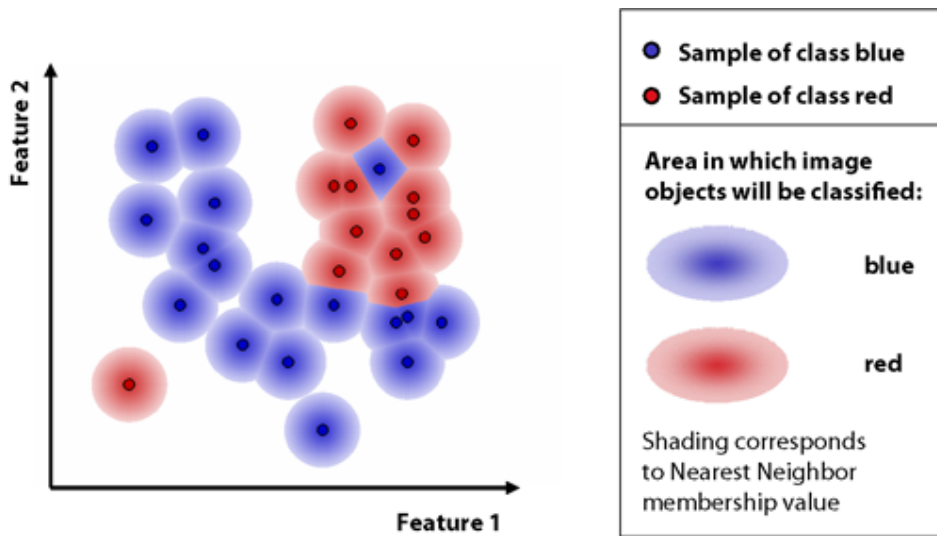 Feature 2
Feature 1
Sample of class blue
Sample of class red
Area in which image
objects will be classified:
blue
red
Shading corresponds
to Nearest Neighbor
membership value